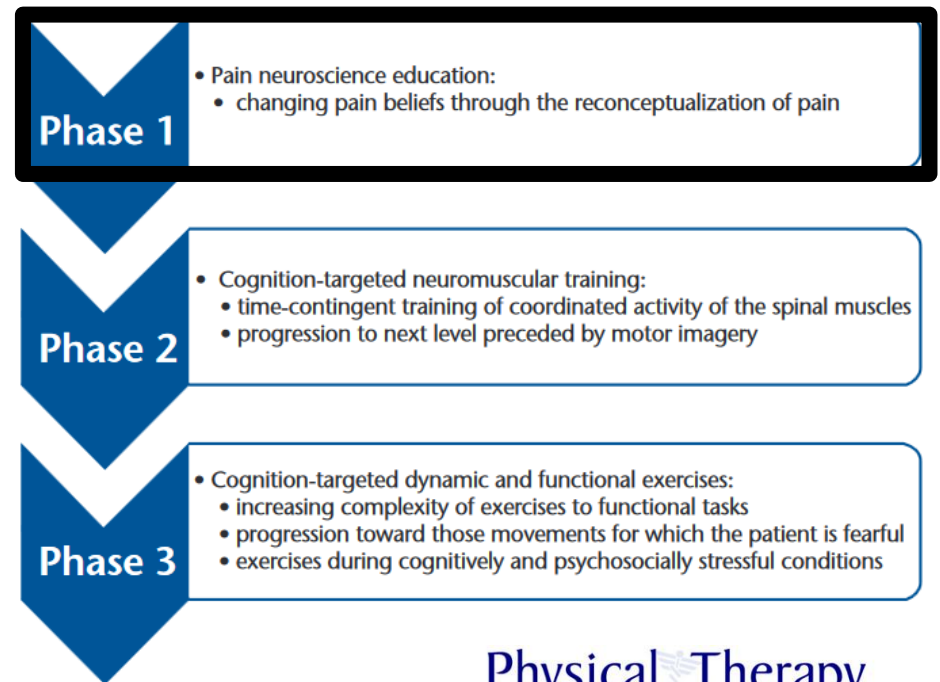 • Pain neuroscience education:
• changing pain beliefs through the reconceptualization of pain
Phase 1
• Cognition-targeted neuromuscular training:
• time-contingent training of coordinated activity of the spinal muscles
• progression to next level preceded by motor imagery
Phase 2
• Cognition-targeted dynamic and functional exercises:
• increasing complexity of exercises to functional tasks
• progression toward those movements for which the patient is fearful
• exercises during cognitively and psychosocially stressful conditions
Phase 3
Physical Therapy